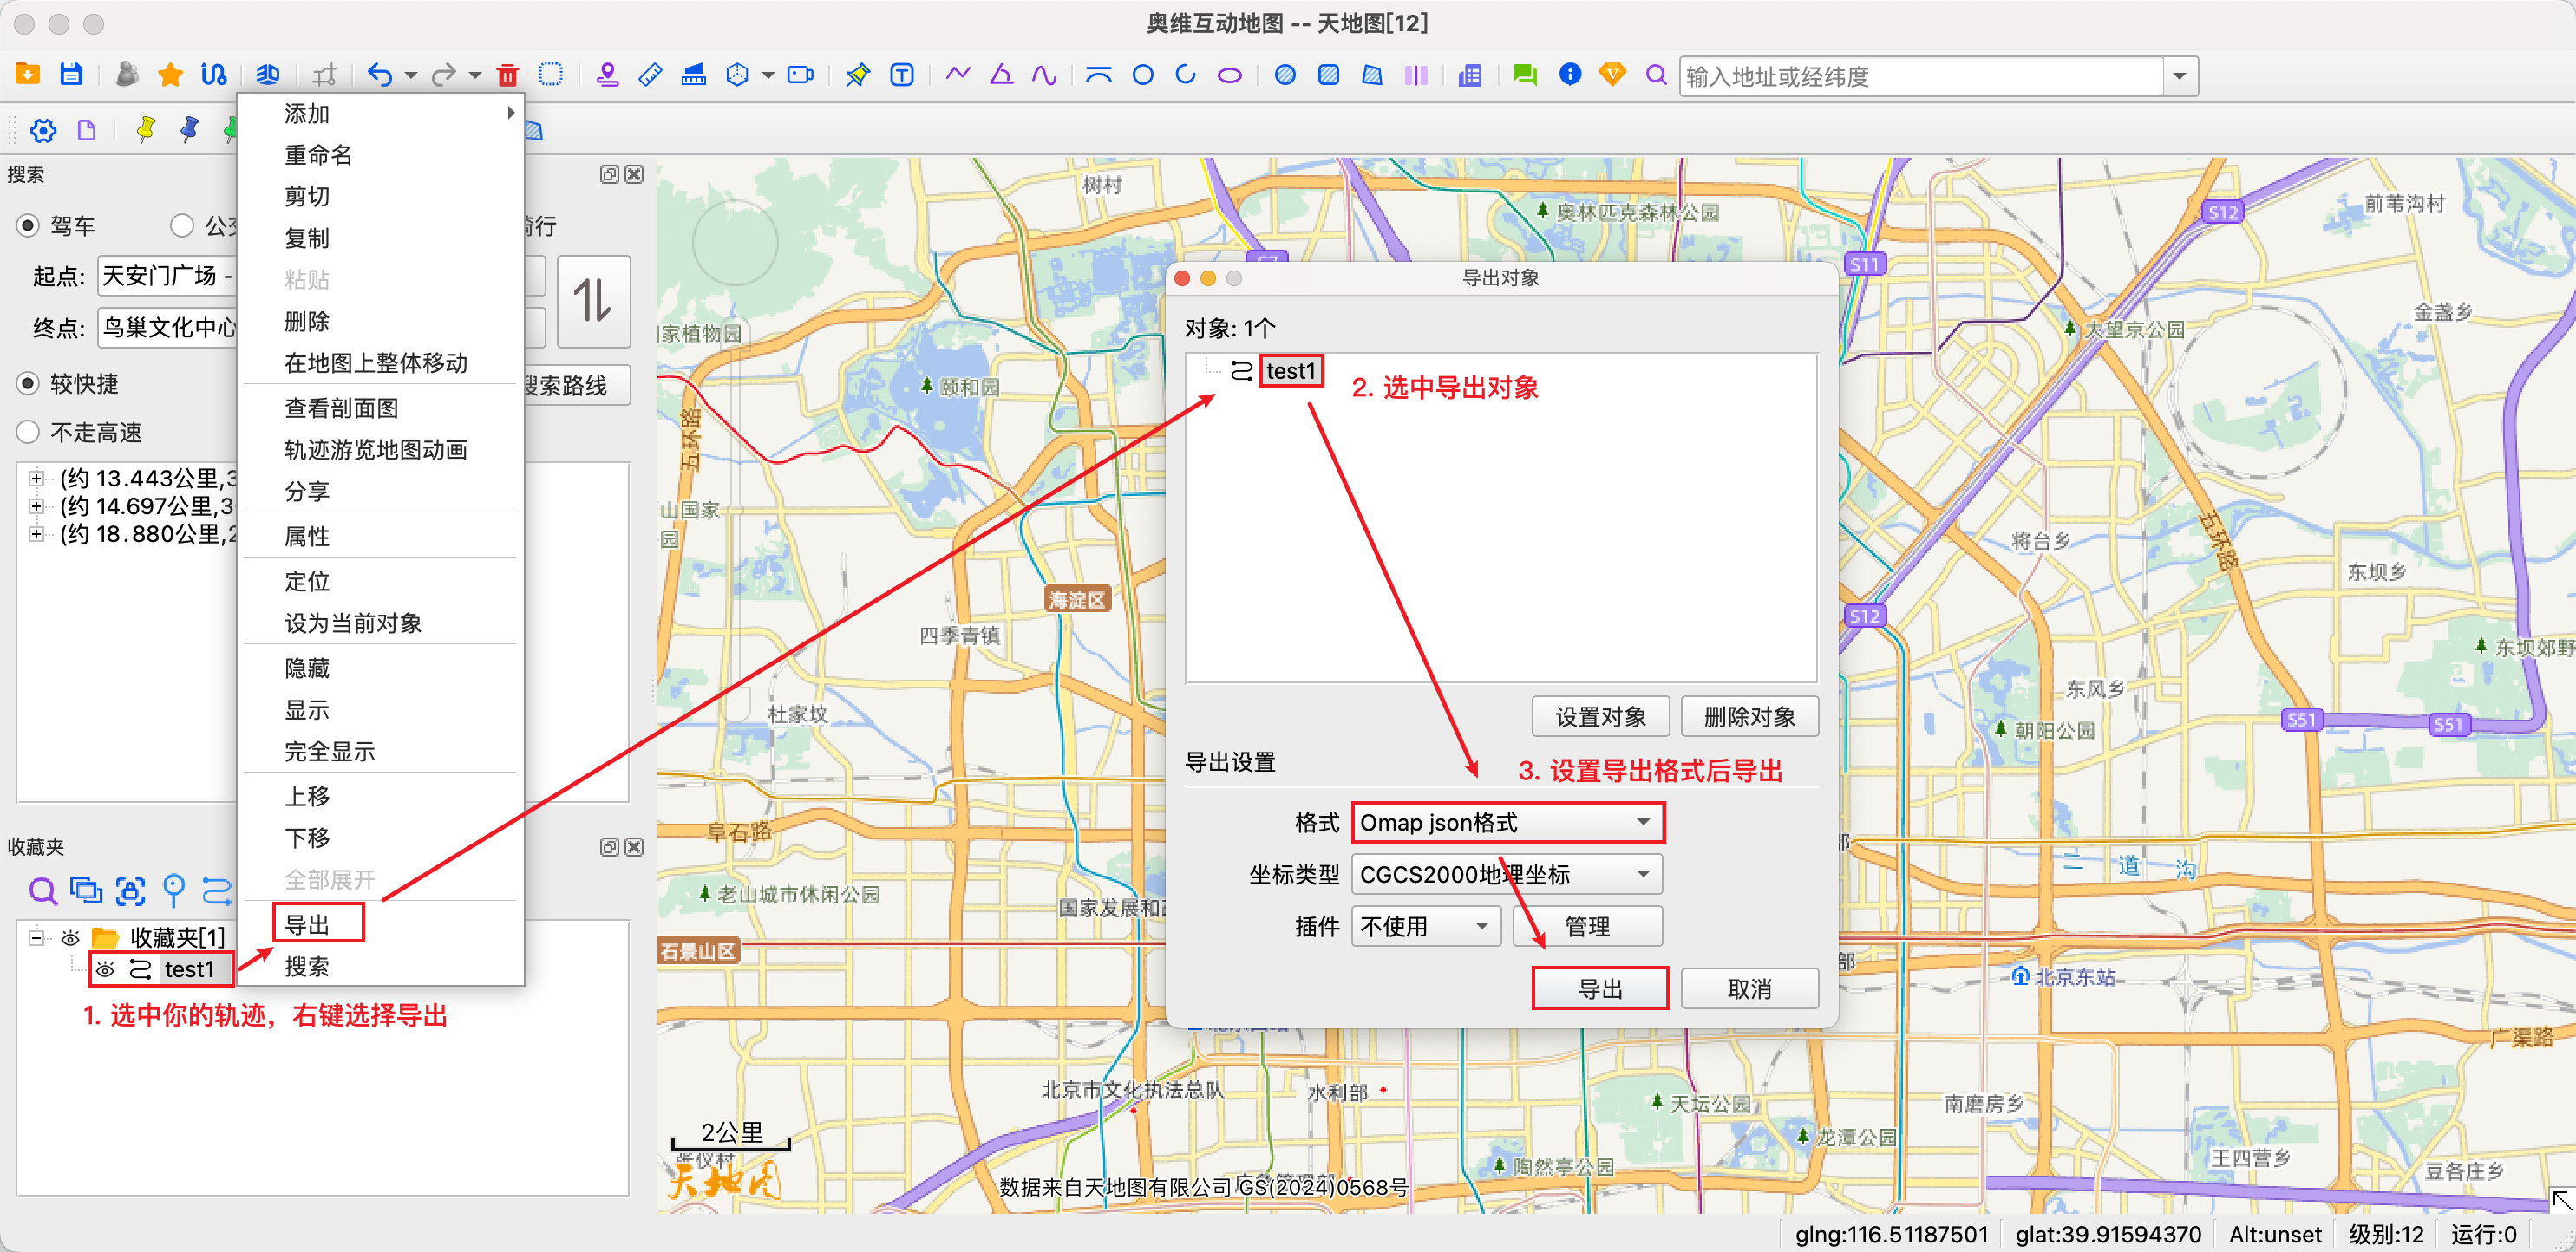 奥维互动地图 -- 天地图[12]
输入地址或经纬度
搜索
驾车
骑行
起点:
天安门广场 -
终点:
鸟巢文化中心
较快捷
搜索路线
不走高速
(约 13.443公里,3
(约 14.697公里,3
(约 18.880公里,2
添加
重命名
剪切
复制
粘贴
删除
在地图上整体移动
查看剖面图
轨迹游览地图动画
分享
属性
定位
设为当前对象
隐藏
显示
完全显示
上移
下移
全部展开
导出
搜索
收藏夹
收藏夹[1]
test1
1. 选中你的轨迹，右键选择导出
导出对象
对象: 1个
test1
2. 选中导出对象
设置对象
删除对象
导出设置
3. 设置导出格式后导出
格式
Omap json格式
坐标类型
CGCS2000地理坐标
插件
不使用
管理
导出
取消
树村
奥林匹克森林公园
S12
前苇沟村
S11
金盏乡
大望京公园
家植物园
颐和园
五环路
山国家
园
五环路
将台乡
东坝乡
海淀区
S12
四季青镇
东坝郊野
东风乡
杜家坟
S51
S51
朝阳公园
阜石路
二道沟
老山城市休闲公园
国家发展和
石景山区
北京东站
广渠路
北京市文化执法总队
水利部
天坛公园
南磨房乡
龙潭公园
2公里
张仪村
天地图
陶然亭公园
王四营乡
豆各庄乡
数据来自天地图有限公司 GS(2024)0568号
glng:116.51187501
glat:39.91594370
Alt:unset
级别:12
运行:0